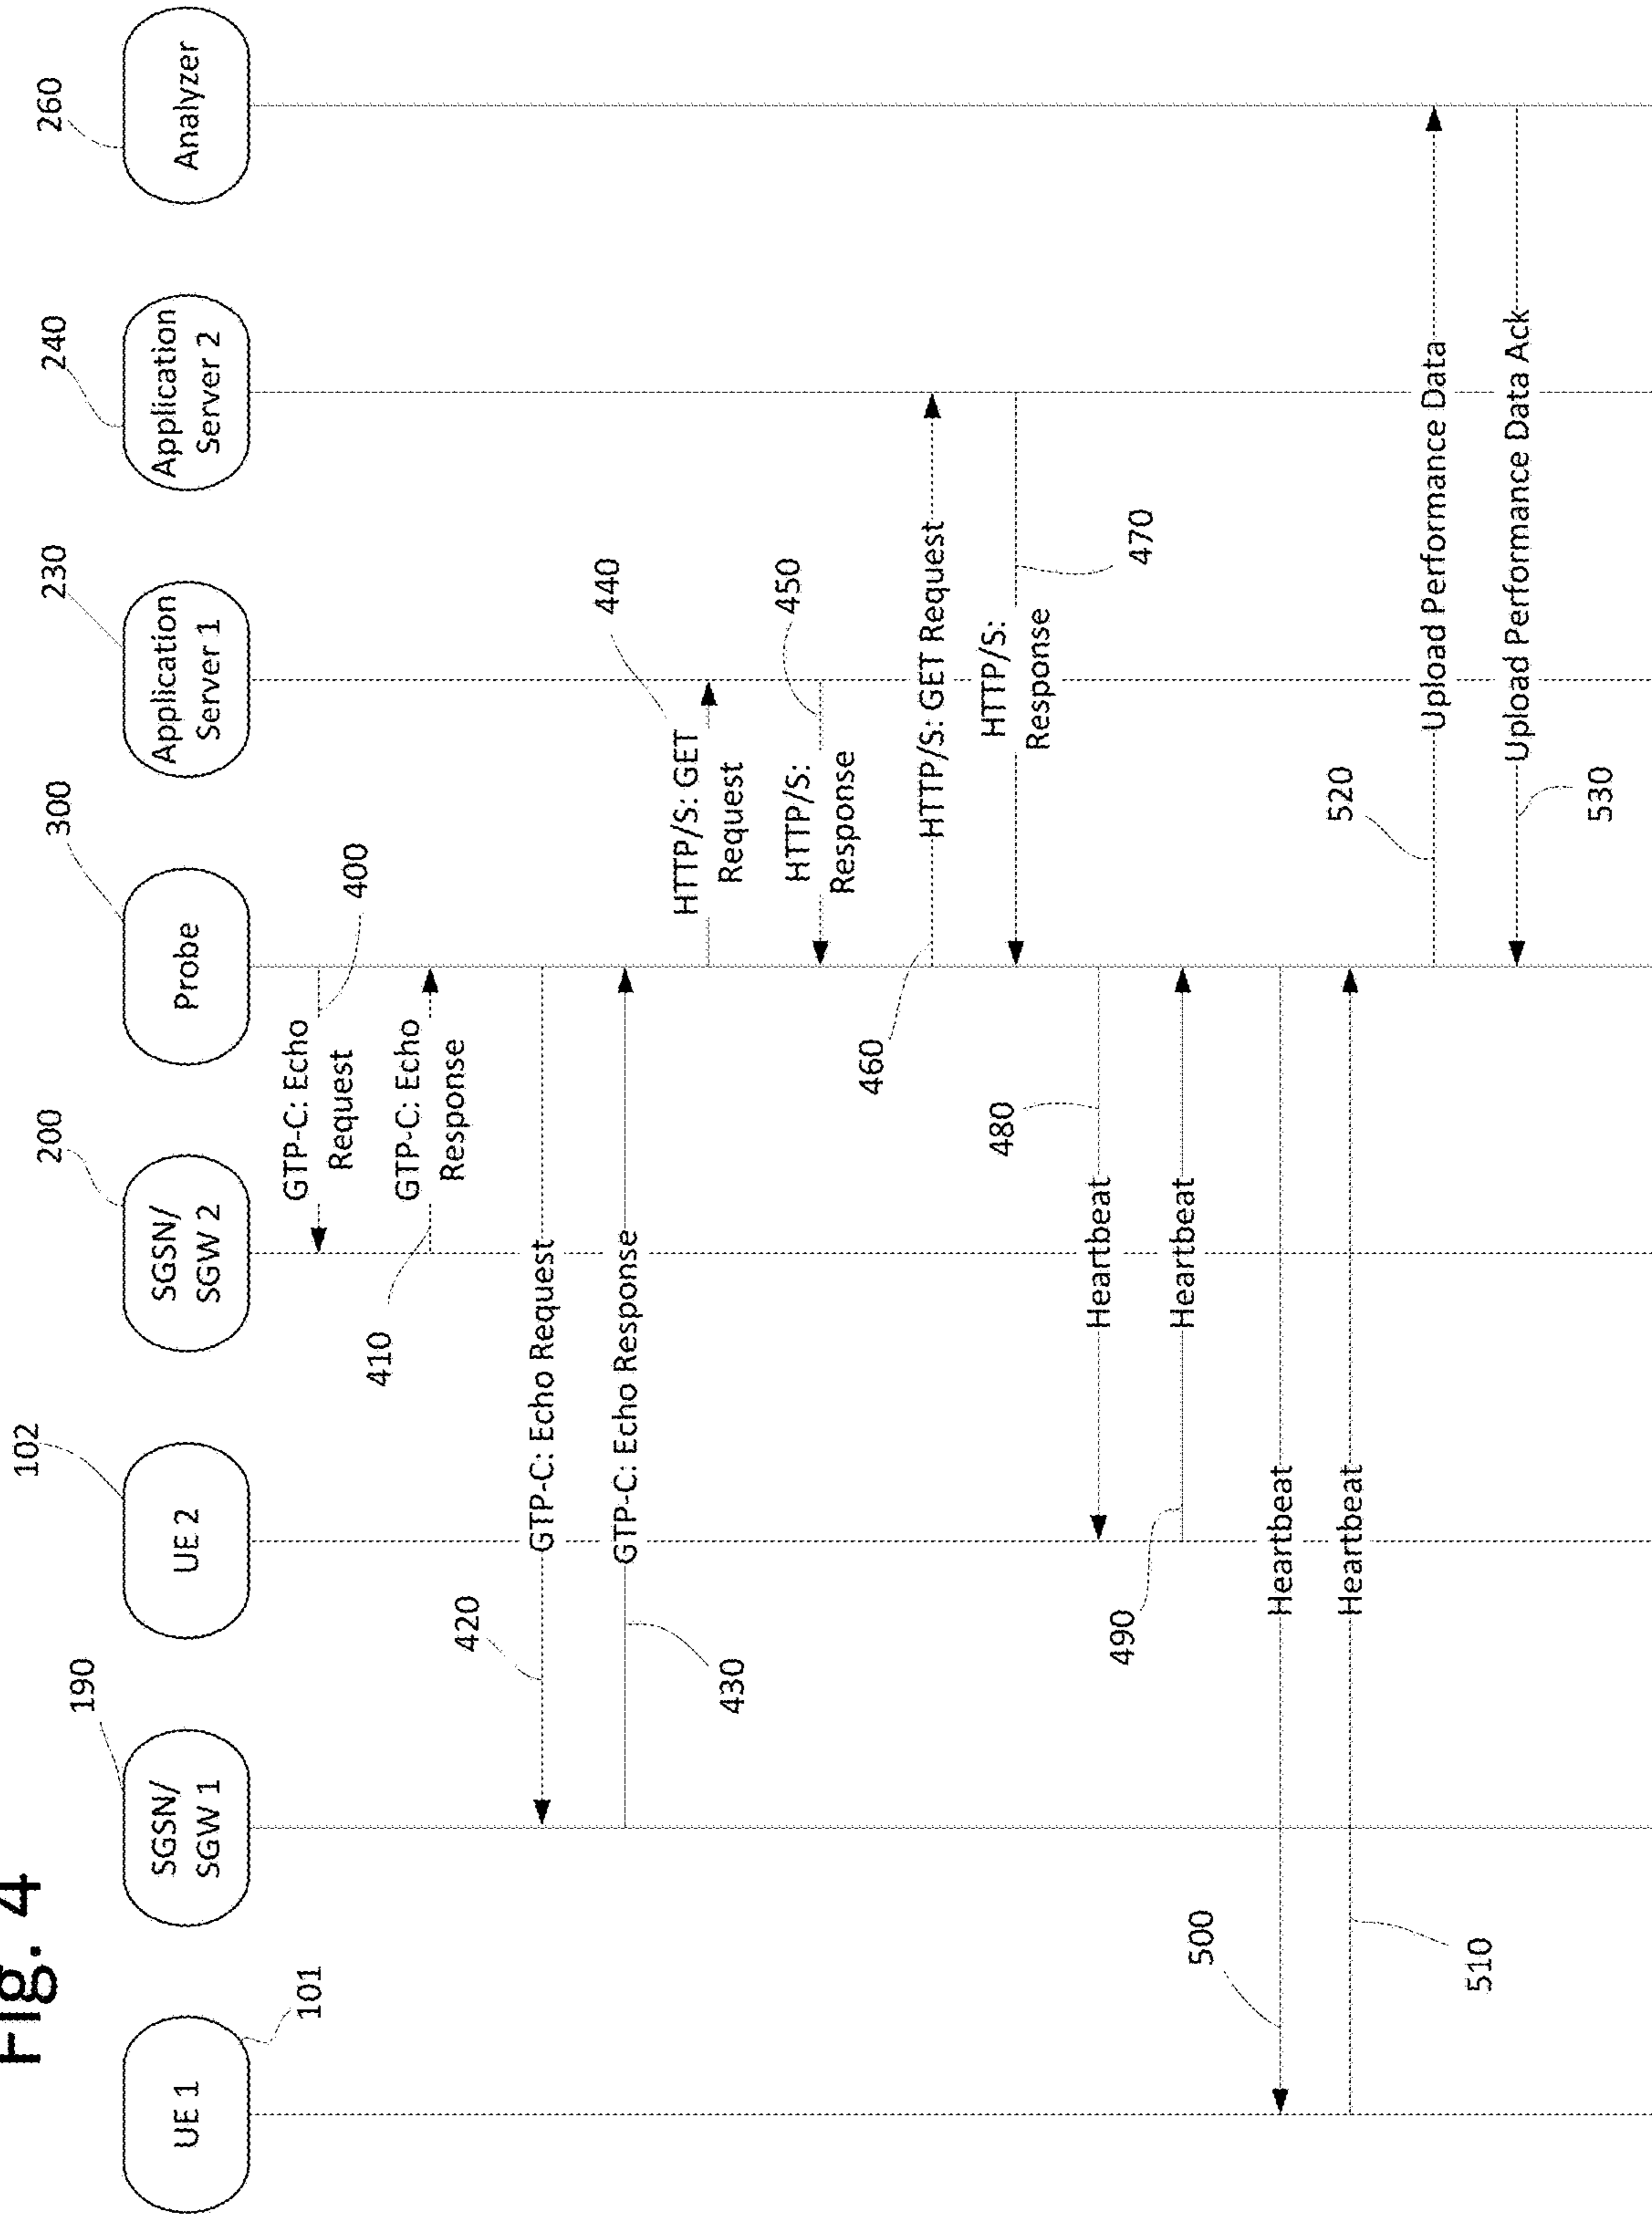 Fig. 4
UE 1
101
SGSN/
SGW 1
190
UE 2
102
SGSN/
SGW 2
200
Probe
300
Application
Server 1
230
Application
Server 2
240
Analyzer
260
GTP-C: Echo
Request
400
GTP-C: Echo
Response
410
GTP-C: Echo Request
420
GTP-C: Echo Response
430
HTTP/S: GET
Request
440
HTTP/S:
Response
450
HTTP/S: GET Request
460
HTTP/S:
Response
470
Heartbeat
480
Heartbeat
490
Heartbeat
500
Heartbeat
510
Upload Performance Data
520
Upload Performance Data Ack
530